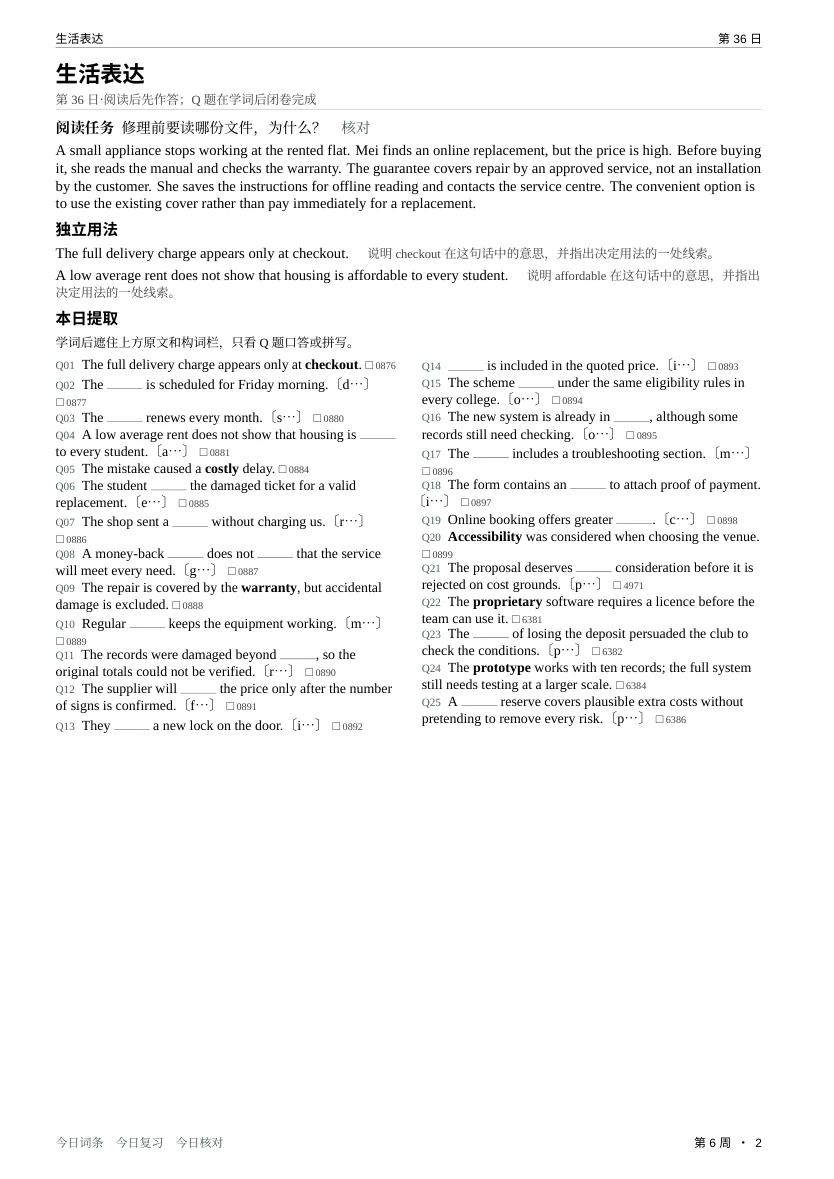 生活表达 第 36 日
生活表达
第 36 日·阅读后先作答；Q 题在学词后闭卷完成
阅读任务 修理前要读哪份文件，为什么？ 核对
A small appliance stops working at the rented flat. Mei finds an online replacement, but the price is high. Before buying
it, she reads the manual and checks the warranty. The guarantee covers repair by an approved service, not an installation
by the customer. She saves the instructions for offline reading and contacts the service centre. The convenient option is
to use the existing cover rather than pay immediately for a replacement.
独立用法
The full delivery charge appears only at checkout. 说明 checkout 在这句话中的意思，并指出决定用法的一处线索。
A low average rent does not show that housing is affordable to every student. 说明 affordable 在这句话中的意思，并指出
决定用法的一处线索。
本日提取
学词后遮住上方原文和构词栏，只看 Q 题口答或拼写。
Q01 The full delivery charge appears only at checkout. □ 0876
Q02 The _____ is scheduled for Friday morning.〔d···〕
□ 0877
Q03 The _____ renews every month.〔s···〕 □ 0880
Q04 A low average rent does not show that housing is _____
to every student.〔a···〕 □ 0881
Q05 The mistake caused a costly delay. □ 0884
Q06 The student _____ the damaged ticket for a valid
replacement.〔e···〕 □ 0885
Q07 The shop sent a _____ without charging us.〔r···〕
□ 0886
Q08 A money-back _____ does not _____ that the service
will meet every need.〔g···〕 □ 0887
Q09 The repair is covered by the warranty, but accidental
damage is excluded. □ 0888
Q10 Regular _____ keeps the equipment working.〔m···〕
□ 0889
Q11 The records were damaged beyond _____, so the
original totals could not be verified.〔r···〕 □ 0890
Q12 The supplier will _____ the price only after the number
of signs is confirmed.〔f···〕 □ 0891
Q13 They _____ a new lock on the door.〔i···〕 □ 0892
Q14 _____ is included in the quoted price.〔i···〕 □ 0893
Q15 The scheme _____ under the same eligibility rules in
every college.〔o···〕 □ 0894
Q16 The new system is already in _____, although some
records still need checking.〔o···〕 □ 0895
Q17 The _____ includes a troubleshooting section.〔m···〕
□ 0896
Q18 The form contains an _____ to attach proof of payment.
〔i···〕 □ 0897
Q19 Online booking offers greater _____.〔c···〕 □ 0898
Q20 Accessibility was considered when choosing the venue.
□ 0899
Q21 The proposal deserves _____ consideration before it is
rejected on cost grounds.〔p···〕 □ 4971
Q22 The proprietary software requires a licence before the
team can use it. □ 6381
Q23 The _____ of losing the deposit persuaded the club to
check the conditions.〔p···〕 □ 6382
Q24 The prototype works with ten records; the full system
still needs testing at a larger scale. □ 6384
Q25 A _____ reserve covers plausible extra costs without
pretending to remove every risk.〔p···〕 □ 6386
今日词条 今日复习 今日核对 第 6 周 · 2